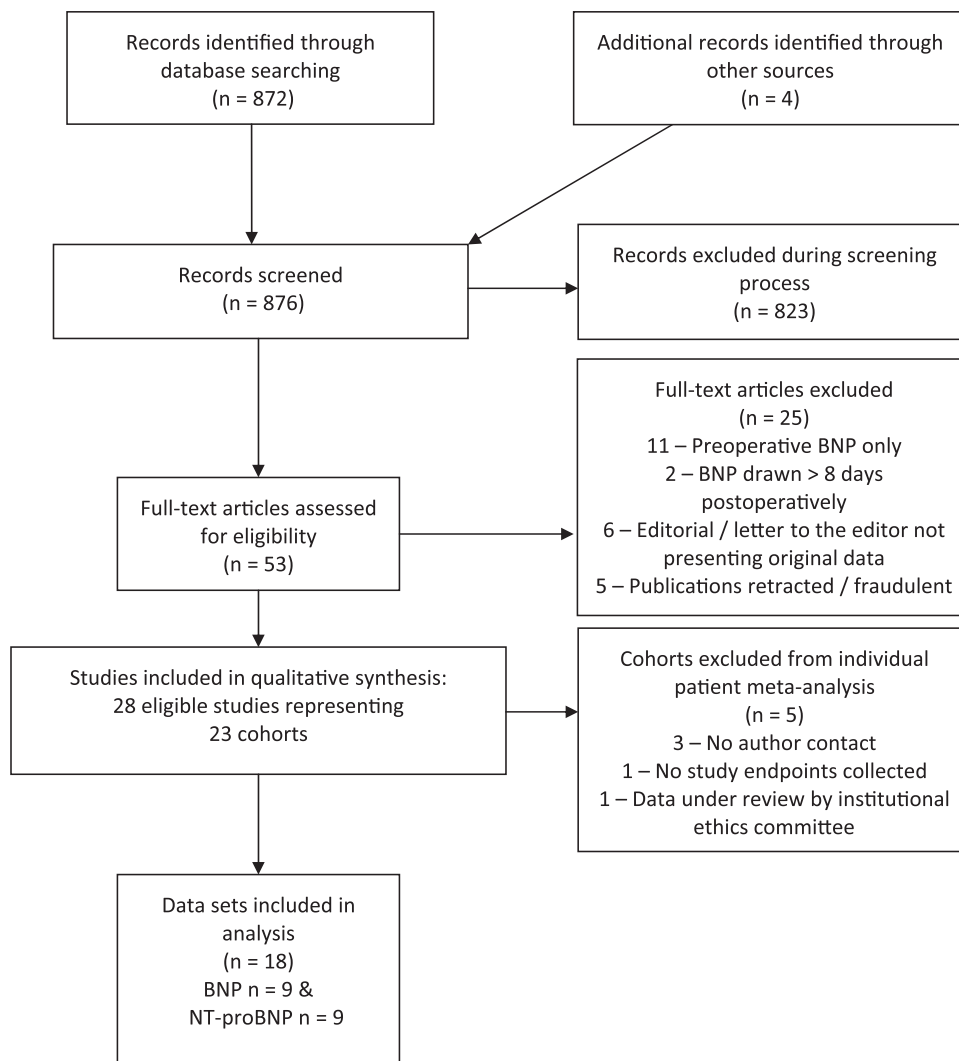 Records identified through
database searching
(n = 872)
Additional records identified through
other sources
(n = 4)
Records screened
(n = 876)
Records excluded during screening
process
(n = 823)
Full-text articles assessed
for eligibility
(n = 53)
Full-text articles excluded
(n = 25)
11 – Preoperative BNP only
2 – BNP drawn > 8 days
postoperatively
6 – Editorial / letter to the editor not
presenting original data
5 – Publications retracted / fraudulent
Studies included in qualitative synthesis:
28 eligible studies representing
23 cohorts
Cohorts excluded from individual
patient meta-analysis
(n = 5)
3 – No author contact
1 – No study endpoints collected
1 – Data under review by institutional
ethics committee
Data sets included in
analysis
(n = 18)
BNP n = 9 &
NT-proBNP n = 9